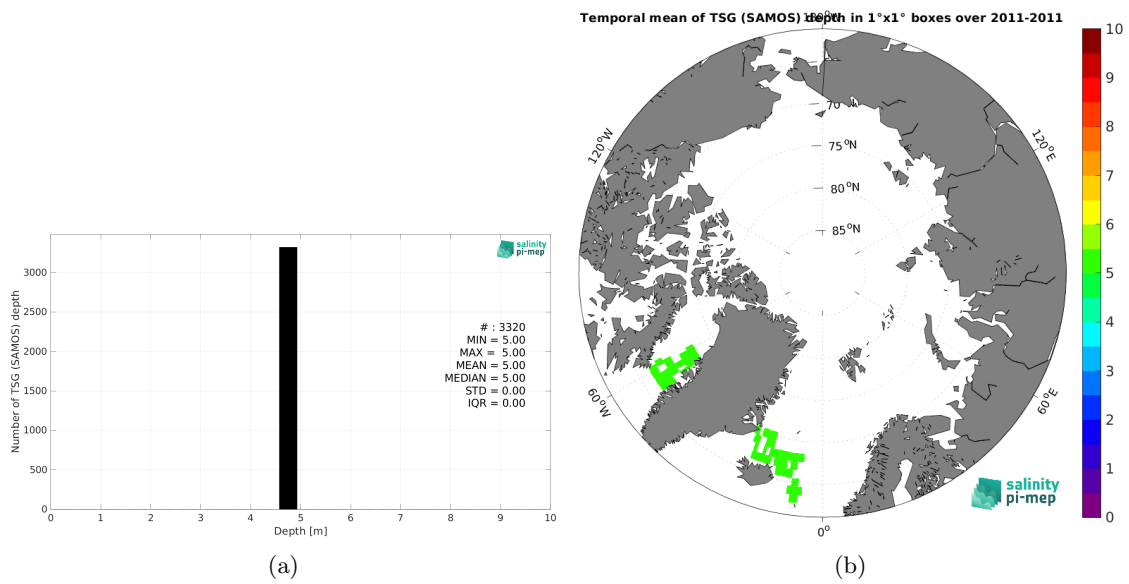 Number of TSG (SAMOS) depth
3000
2500
2000
1500
1000
500
0
0 1 2 3 4 5 6 7 8 9 10
Depth [m]
salinity
pi-mep
# : 3320
MIN = 5.00
MAX = 5.00
MEAN = 5.00
MEDIAN = 5.00
STD = 0.00
IQR = 0.00
(a)
Temporal mean of TSG (SAMOS) depth in 1°x1° boxes over 2011-2011
180°
120°W
120°E
60°W
60°E
0°
70°N
75°N
80°N
85°N
salinity
pi-mep
10
9
8
7
6
5
4
3
2
1
0
(b)